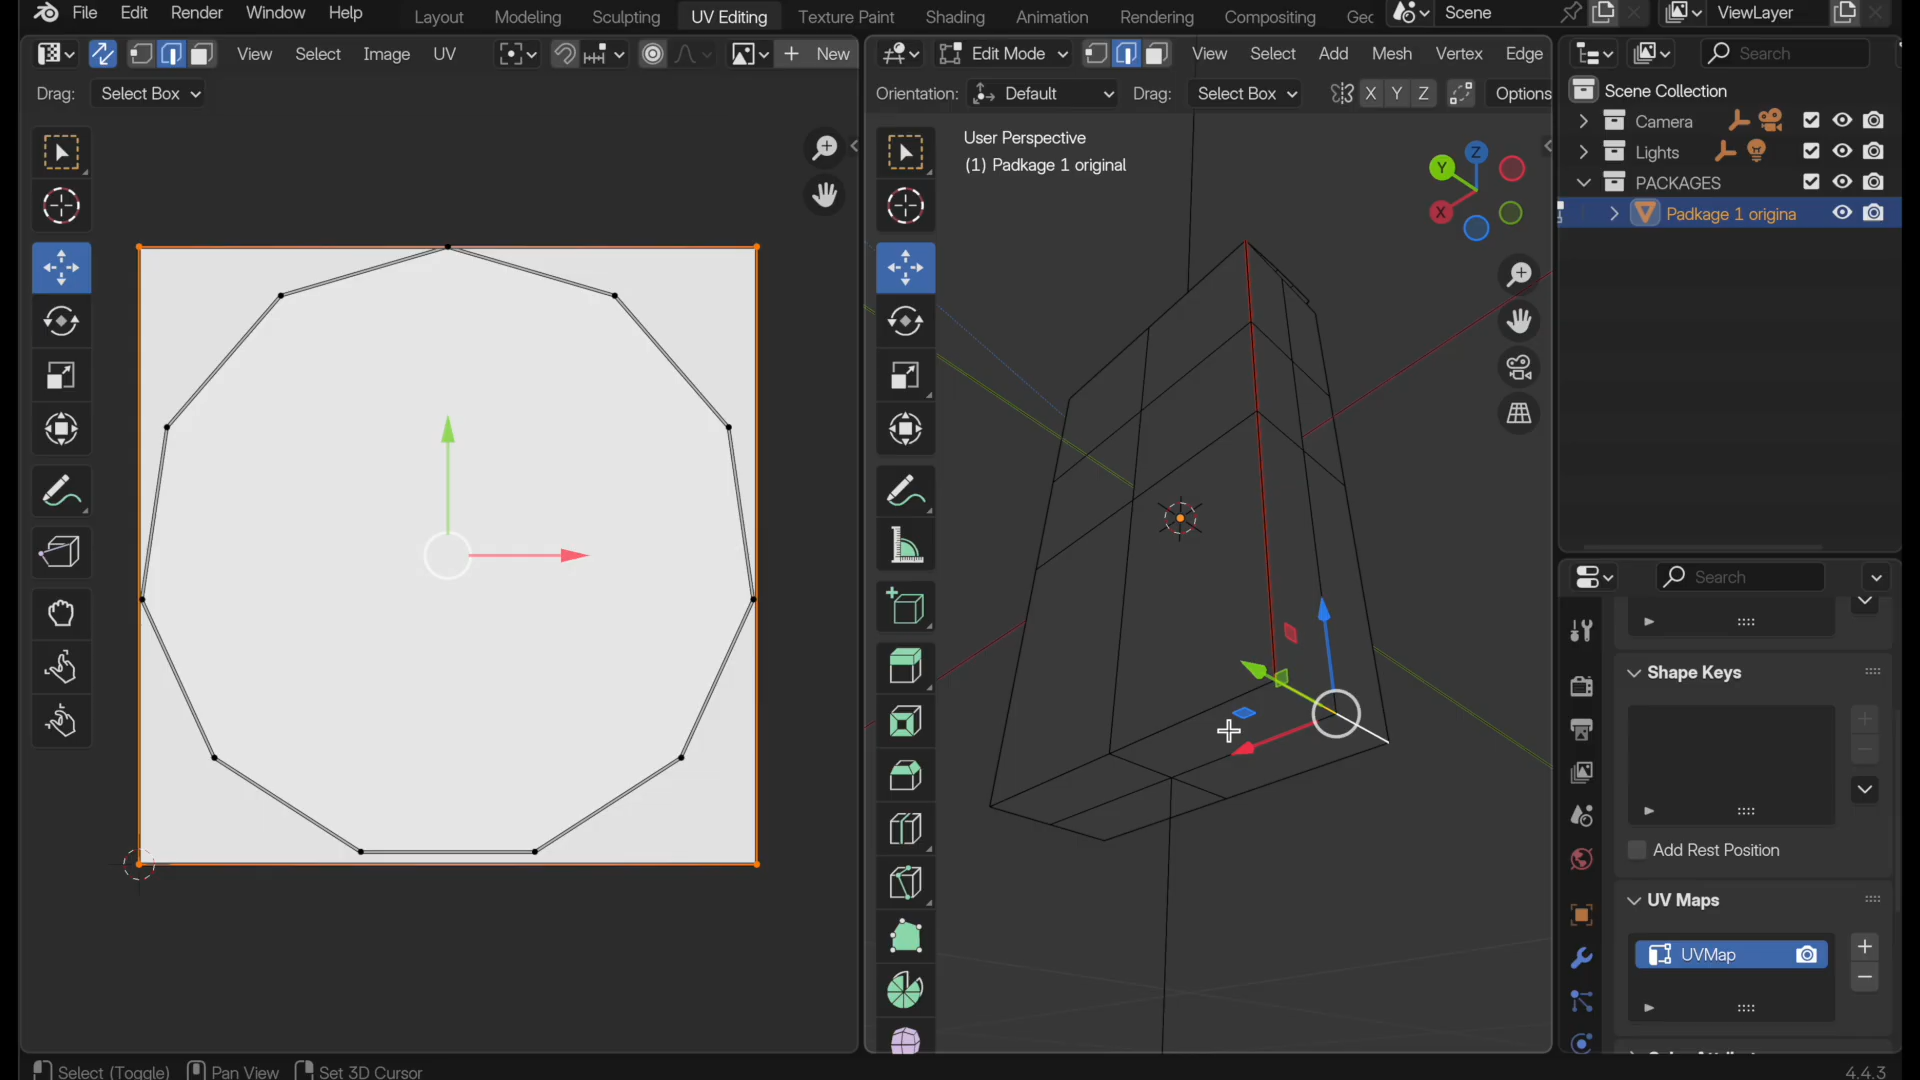 File Edit Render Window Help Layout Modeling Sculpting UV Editing Texture Paint Shading Animation Rendering Compositing Geo Scene ViewLayer
View Select Image UV New
Edit Mode View Select Add Mesh Vertex Edge
Search
Drag: Select Box
Orientation: Default Drag: Select Box X Y Z Options
Scene Collection
Camera
Lights
PACKAGES
Padkage 1 origina
User Perspective
(1) Padkage 1 original
Z
Y
X
Search
Shape Keys
Add Rest Position
UV Maps
UVMap
Select (Toggle) Pan View Set 3D Cursor
4.4.3